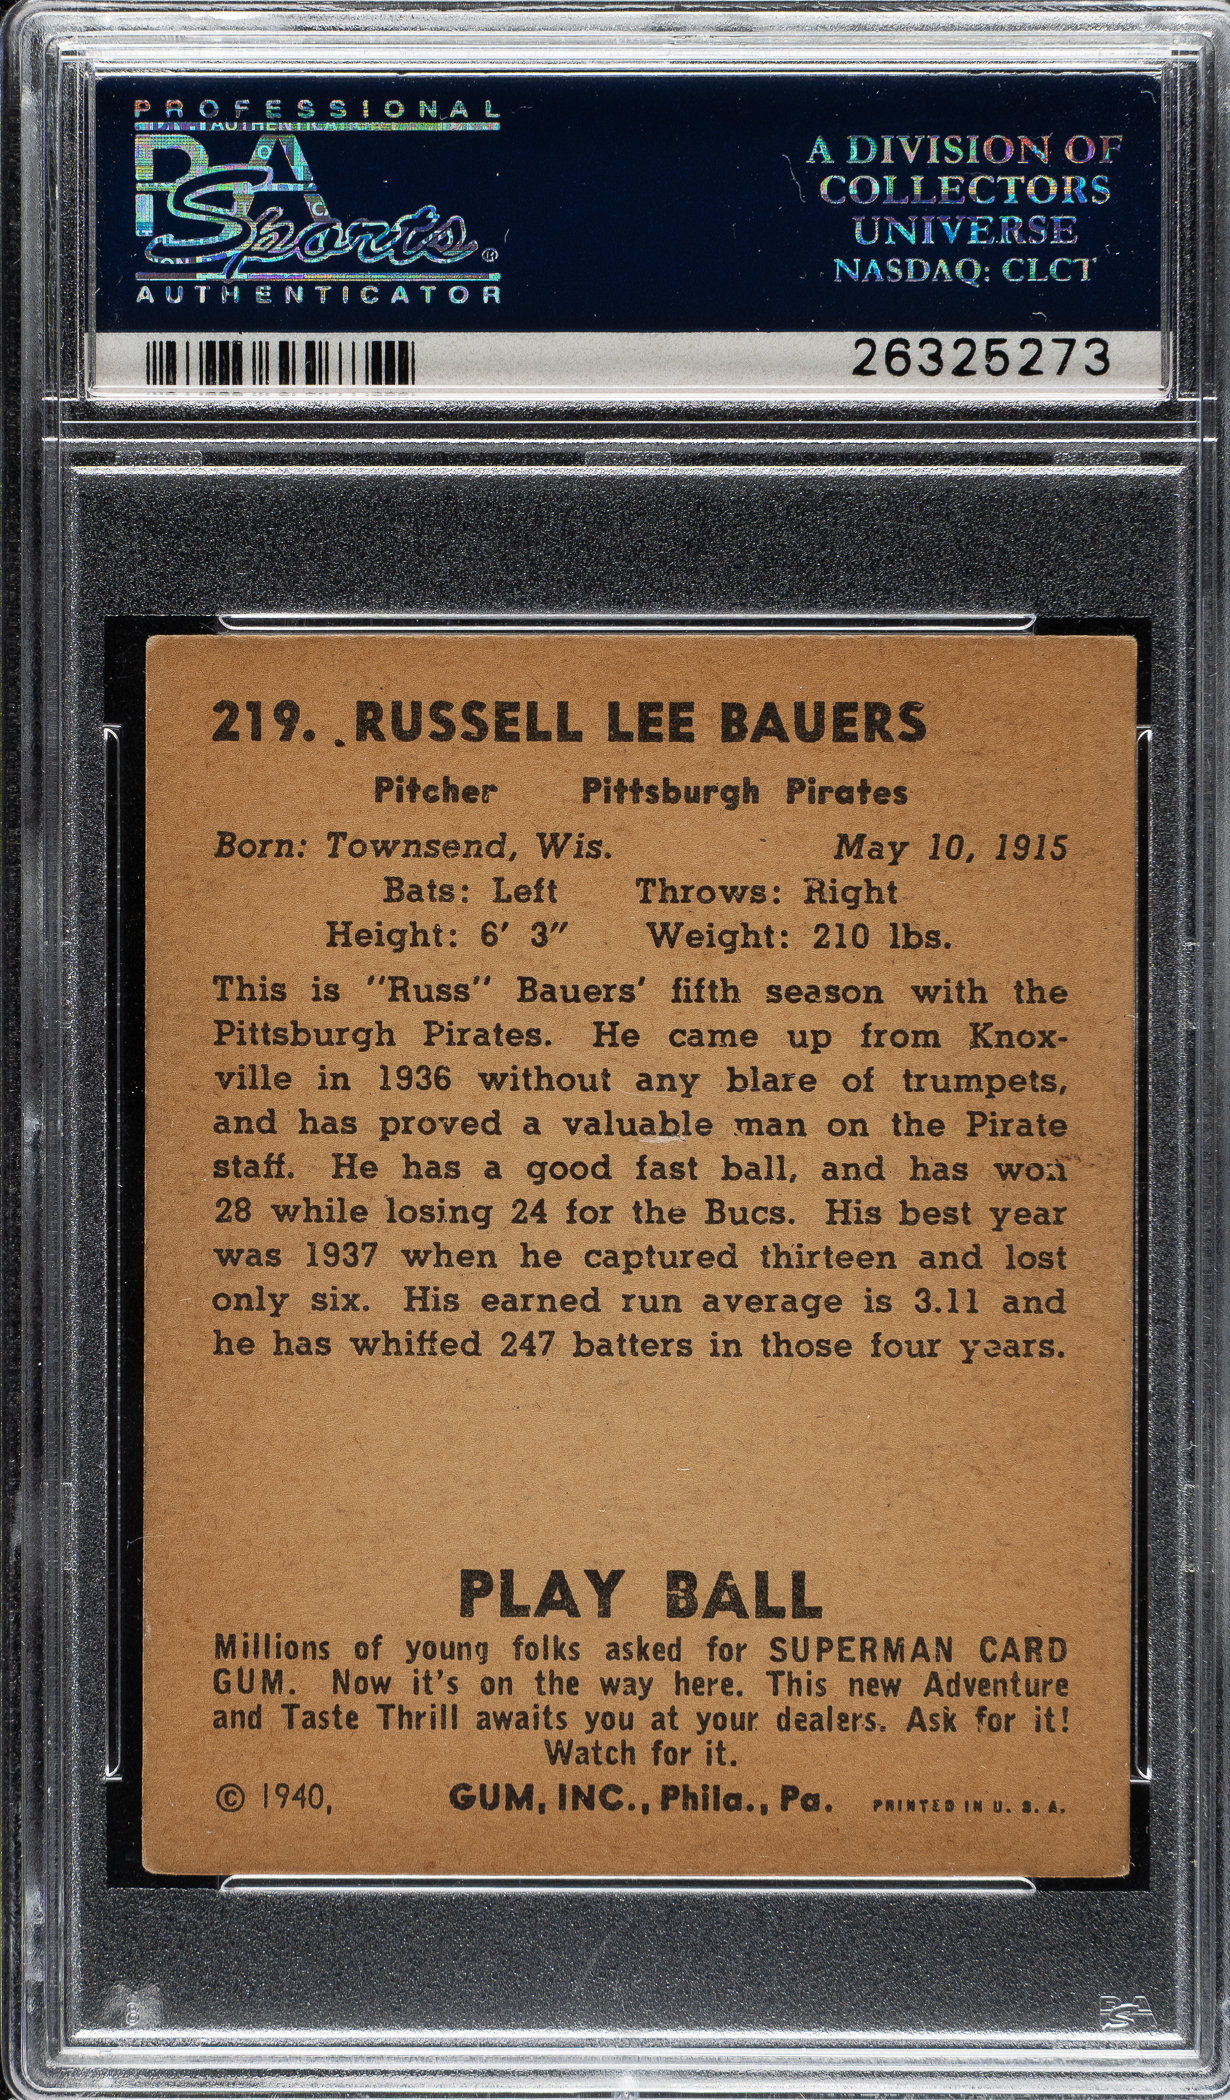 PROFESSIONAL
PSA
Sports®
AUTHENTICATOR
A DIVISION OF
COLLECTORS
UNIVERSE
NASDAQ: CLCT
26325273
219. RUSSELL LEE BAUERS
Pitcher Pittsburgh Pirates
Born: Townsend, Wis. May 10, 1915
Bats: Left Throws: Right
Height: 6′ 3″ Weight: 210 lbs.
This is "Russ" Bauers' fifth season with the
Pittsburgh Pirates. He came up from Knox-
ville in 1936 without any blare of trumpets,
and has proved a valuable man on the Pirate
staff. He has a good fast ball, and has won
28 while losing 24 for the Bucs. His best year
was 1937 when he captured thirteen and lost
only six. His earned run average is 3.11 and
he has whiffed 247 batters in those four years.
PLAY BALL
Millions of young folks asked for SUPERMAN CARD
GUM. Now it's on the way here. This new Adventure
and Taste Thrill awaits you at your dealers. Ask for it!
Watch for it.
© 1940, GUM, INC., Phila., Pa. PRINTED IN U. S. A.
PSA